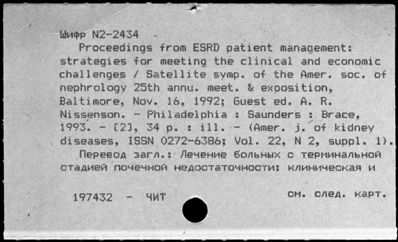 Шифр N2-2434
Proceedings from ESRD patient management:
strategies for meeting the clinical and economic
challenges / Satellite symp. of the Amer. soc. of
nephrology 25th annu. meet. & exposition,
Baltimore, Nov. 16, 1992; Guest ed. A. R.
Nissenson. - Philadelphia : Saunders : Brace,
1993. - [2], 34 p. : ill. - (Amer. j. of kidney
diseases, ISSN 0272-6386; Vol. 22, N 2, suppl. 1).
Перевод загл.: Лечение больных с терминальной
стадией почечной недостаточности: клиническая и
197432 - ЧИТ см. след. карт.